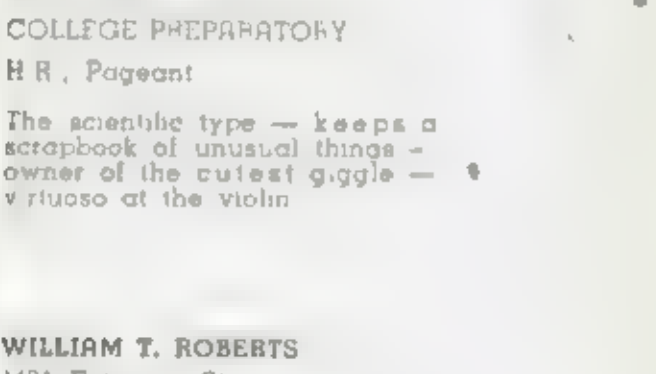 COLLEGE PREPARATORY
H R, Pageant
The scientific type — keeps a
scrapbook of unusual things -
owner of the cutest giggle —
virtuoso at the violin
WILLIAM T. ROBERTS